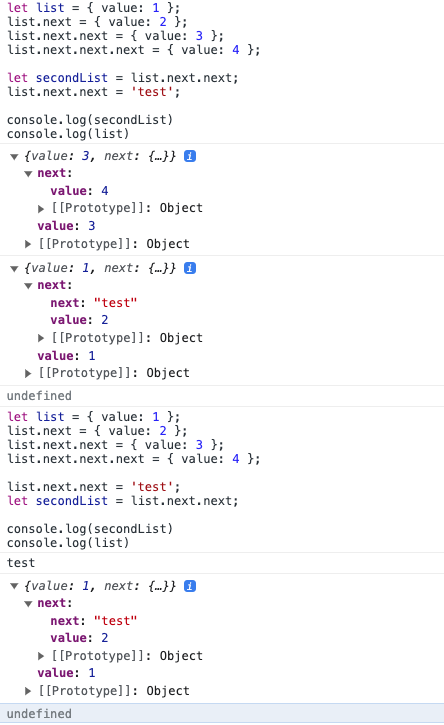 let list = { value: 1 };
list.next = { value: 2 };
list.next.next = { value: 3 };
list.next.next.next = { value: 4 };
let secondList = list.next.next;
list.next.next = 'test';
console.log(secondList)
console.log(list)
▼ {value: 3, next: {…}} i
▼ next:
value: 4
▶ [[Prototype]]: Object
value: 3
▶ [[Prototype]]: Object
▼ {value: 1, next: {…}} i
▼ next:
next: "test"
value: 2
▶ [[Prototype]]: Object
value: 1
▶ [[Prototype]]: Object
undefined
let list = { value: 1 };
list.next = { value: 2 };
list.next.next = { value: 3 };
list.next.next.next = { value: 4 };
list.next.next = 'test';
let secondList = list.next.next;
console.log(secondList)
console.log(list)
test
▼ {value: 1, next: {…}} i
▼ next:
next: "test"
value: 2
▶ [[Prototype]]: Object
value: 1
▶ [[Prototype]]: Object
undefined